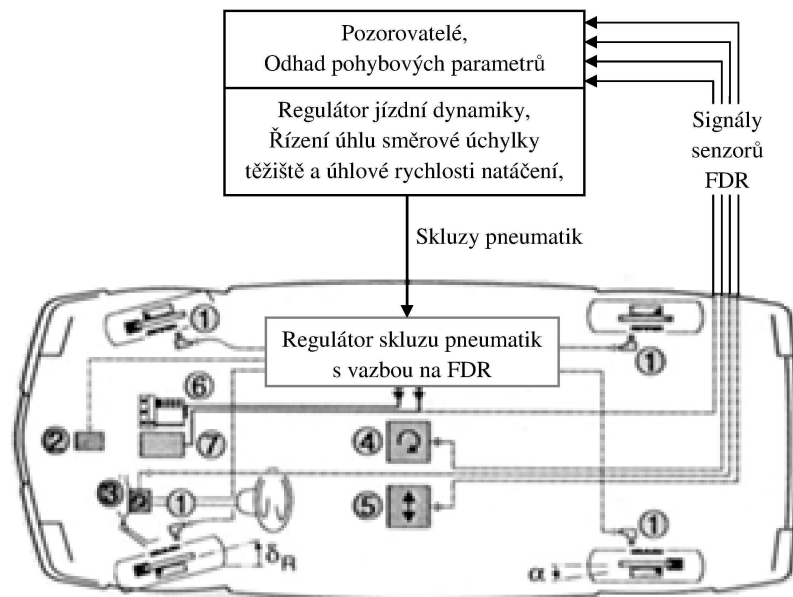 Pozorovatelé,
Odhad pohybových parametrů
Regulátor jízdní dynamiky,
Řízení úhlu směrové úchylky
těžiště a úhlové rychlosti natáčení,
Signály
senzorů
FDR
Skluzy pneumatik
Regulátor skluzu pneumatik
s vazbou na FDR
①
①
⑥
②
⑦
④
③
①
⑤
①
δR
α